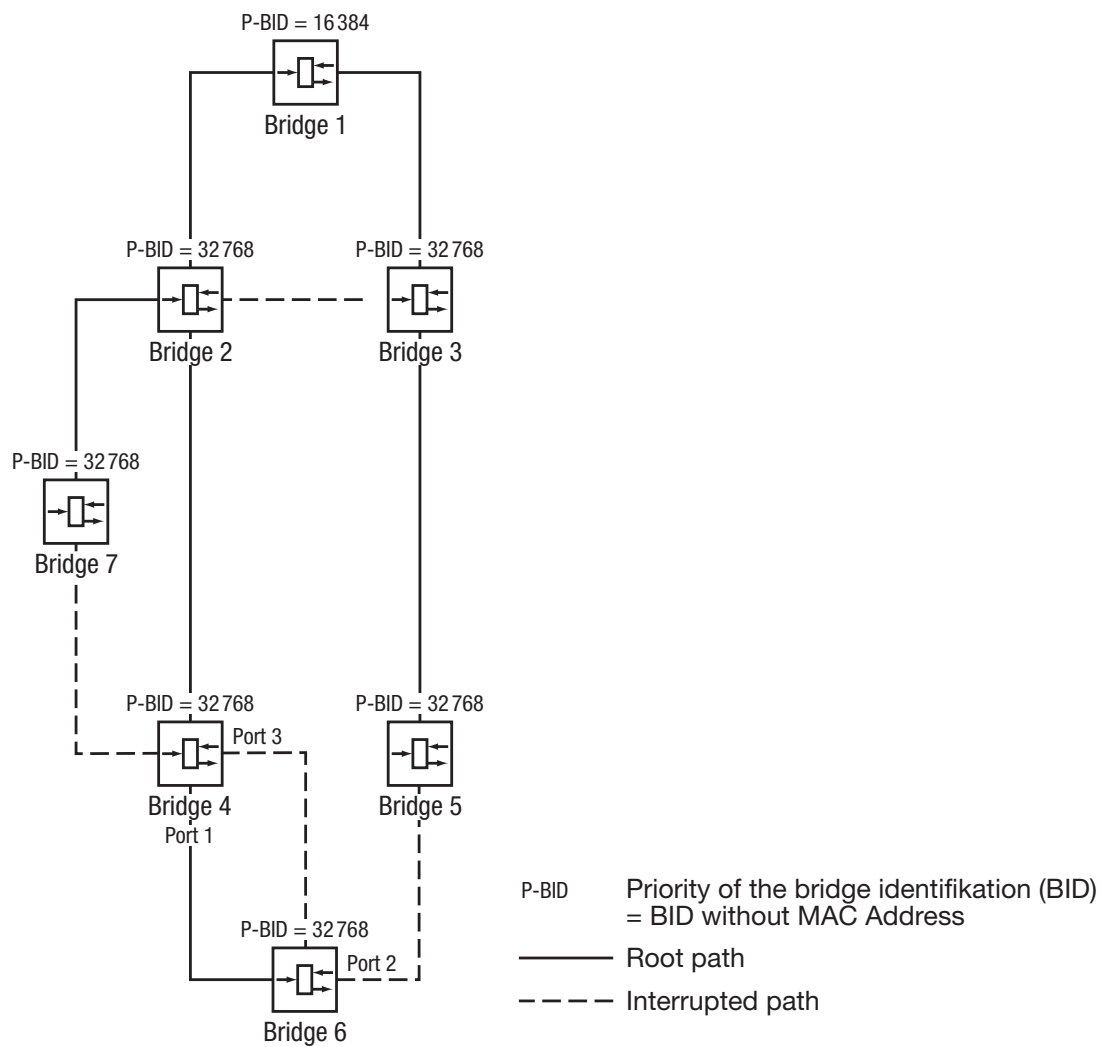 P-BID = 16 384
Bridge 1
P-BID = 32 768
P-BID = 32 768
Bridge 2
Bridge 3
P-BID = 32 768
Bridge 7
P-BID = 32 768
P-BID = 32 768
Port 3
Bridge 4
Bridge 5
Port 1
P-BID = 32 768
Port 2
Bridge 6
P-BID Priority of the bridge identifikation (BID)
= BID without MAC Address
Root path
Interrupted path